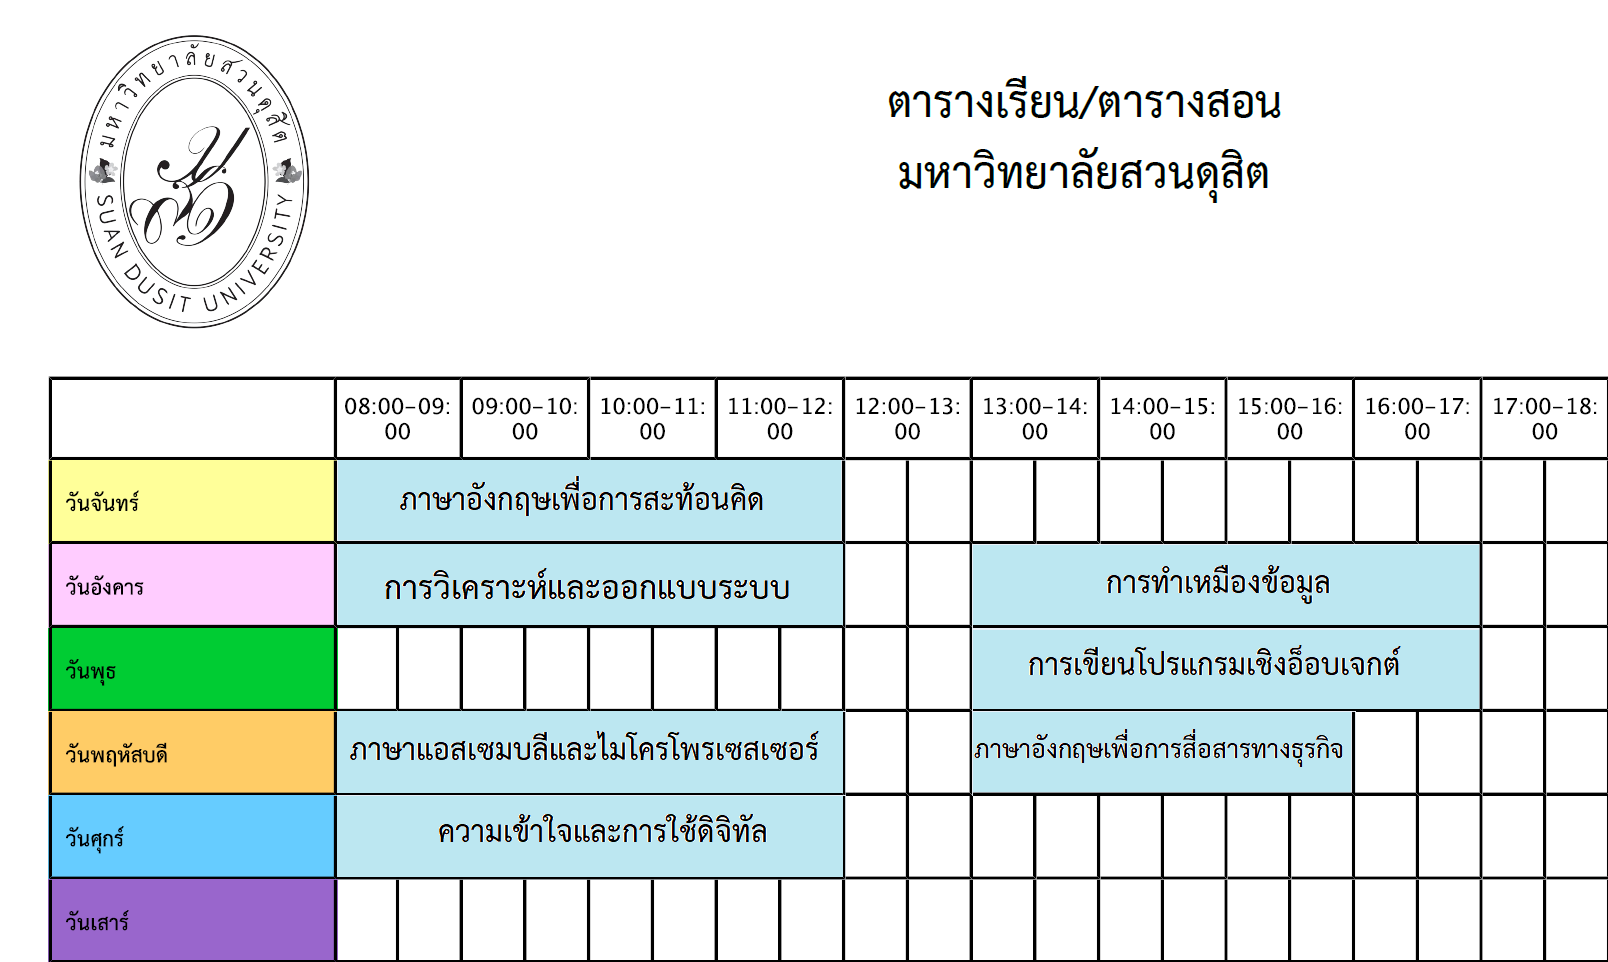 มหาวิทยาลัยสวนดุสิต
SUAN DUSIT UNIVERSITY
ตารางเรียน/ตารางสอน
มหาวิทยาลัยสวนดุสิต
08:00-09:00 09:00-10:00 10:00-11:00 11:00-12:00 12:00-13:00 13:00-14:00 14:00-15:00 15:00-16:00 16:00-17:00 17:00-18:00
วันจันทร์ ภาษาอังกฤษเพื่อการสะท้อนคิด
วันอังคาร การวิเคราะห์และออกแบบระบบ การทำเหมืองข้อมูล
วันพุธ การเขียนโปรแกรมเชิงอ็อบเจกต์
วันพฤหัสบดี ภาษาแอสเซมบลีและไมโครโพรเซสเซอร์ ภาษาอังกฤษเพื่อการสื่อสารทางธุรกิจ
วันศุกร์ ความเข้าใจและการใช้ดิจิทัล
วันเสาร์